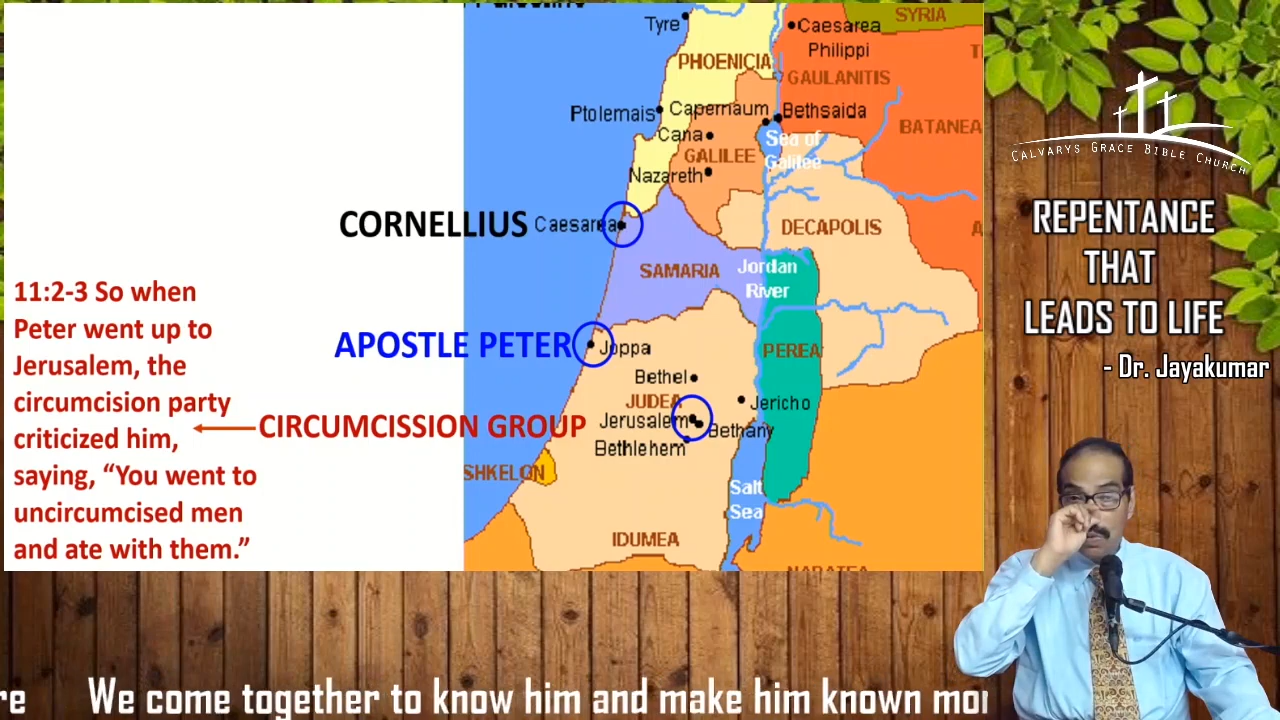 Tyre
SYRIA
Caesarea
Philippi
PHOENICIA
GAULANITIS
Ptolemais
Capernaum
Bethsaida
BATANEA
Cana
Sea of
Galilee
GALILEE
Nazareth
CORNELLIUS
Caesarea
DECAPOLIS
SAMARIA
Jordan
River
11:2-3 So when
Peter went up to
Jerusalem, the
circumcision party
criticized him,
saying, “You went to
uncircumcised men
and ate with them.”
APOSTLE PETER
Joppa
PEREA
Bethel
JUDEA
Jericho
CIRCUMCISSION GROUP
Jerusalem
Bethany
Bethlehem
SHKELON
Salt
Sea
IDUMEA
CALVARYS GRACE BIBLE CHURCH
REPENTANCE
THAT
LEADS TO LIFE
- Dr. Jayakumar
re We come together to know him and make him known mo